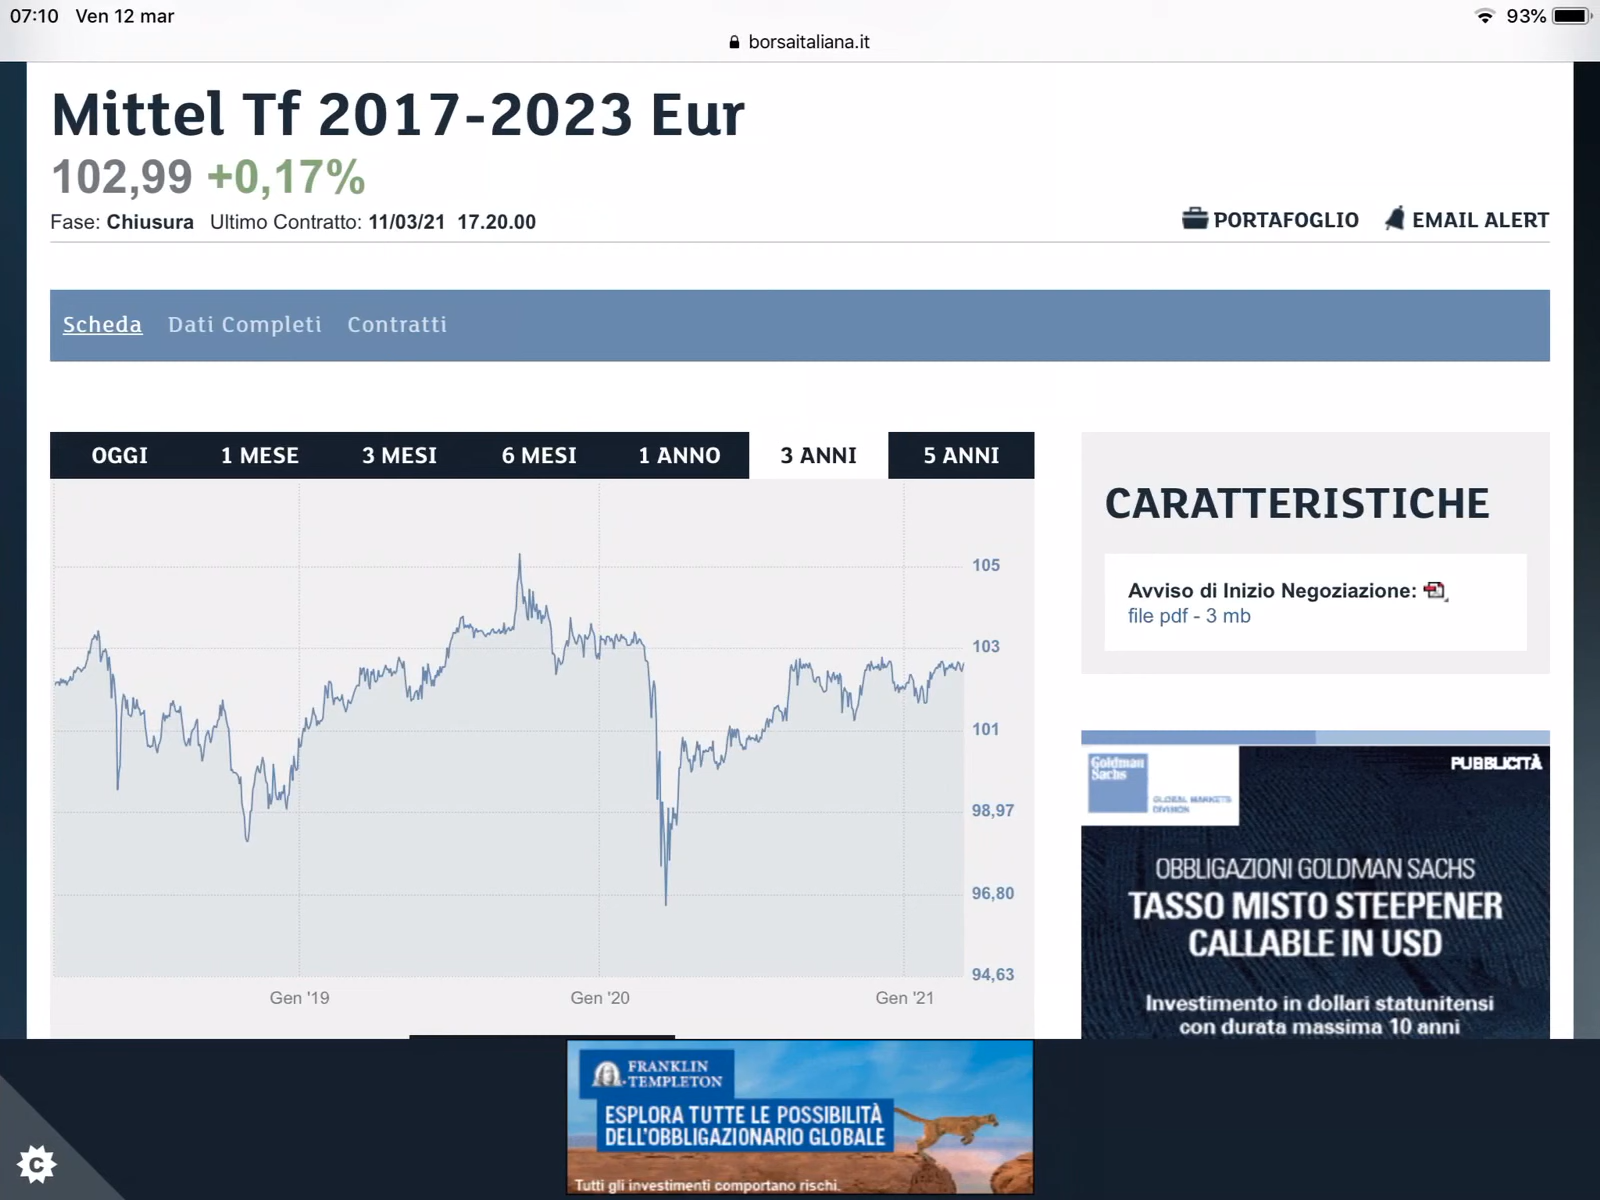 07:10 Ven 12 mar
93%
borsaitaliana.it
Mittel Tf 2017-2023 Eur
102,99 +0,17%
Fase: Chiusura Ultimo Contratto: 11/03/21 17.20.00
PORTAFOGLIO EMAIL ALERT
Scheda Dati Completi Contratti
OGGI 1 MESE 3 MESI 6 MESI 1 ANNO 3 ANNI 5 ANNI
105
103
101
98,97
96,80
94,63
Gen '19 Gen '20 Gen '21
CARATTERISTICHE
Avviso di Inizio Negoziazione:
file pdf - 3 mb
PUBBLICITÀ
Goldman
Sachs
GLOBAL MARKETS
DIVISION
OBBLIGAZIONI GOLDMAN SACHS
TASSO MISTO STEEPENER
CALLABLE IN USD
Investimento in dollari statunitensi
con durata massima 10 anni
FRANKLIN
TEMPLETON
ESPLORA TUTTE LE POSSIBILITÀ
DELL'OBBLIGAZIONARIO GLOBALE
Tutti gli investimenti comportano rischi.
C